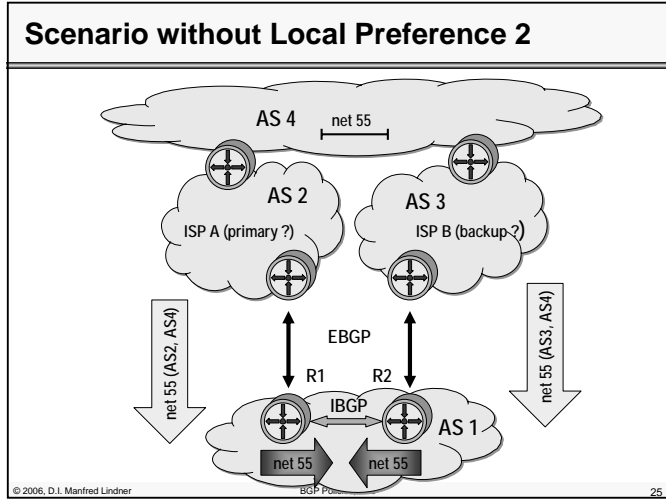 Scenario without Local Preference 2
AS 4
net 55
AS 2
AS 3
ISP A (primary ?)
ISP B (backup ?)
net 55 (AS2, AS4)
EBGP
net 55 (AS3, AS4)
R1
R2
IBGP
AS 1
net 55
net 55
© 2006, D.I. Manfred Lindner
25